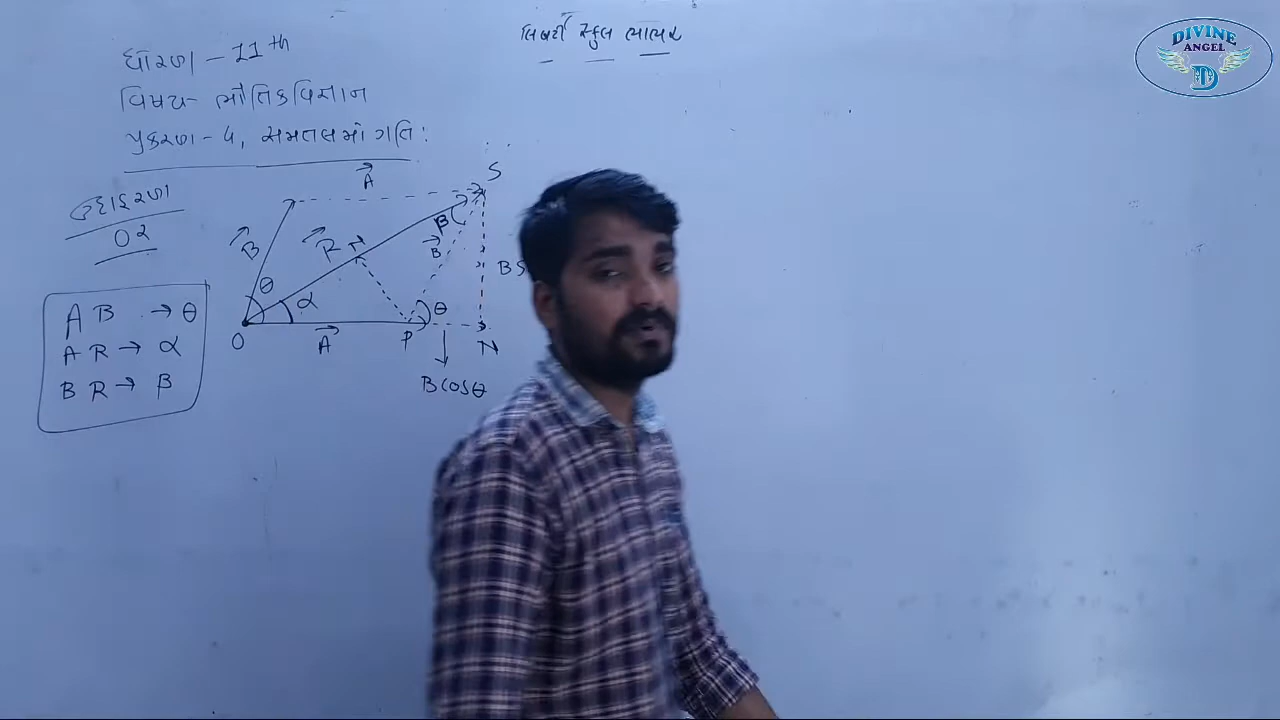 લિબર્ટી સ્કુલ ભાભર
ધોરણ - 11th
વિષય - ભૌતિકવિજ્ઞાન
પ્રકરણ - 4, સમતલમાં ગતિ:
ઉદાહરણ
02
A B → θ
A R → α
B R → β
A
S
B
R
β
B
θ
α
θ
O
A
P
N
B cosθ
DIVINE
ANGEL
D